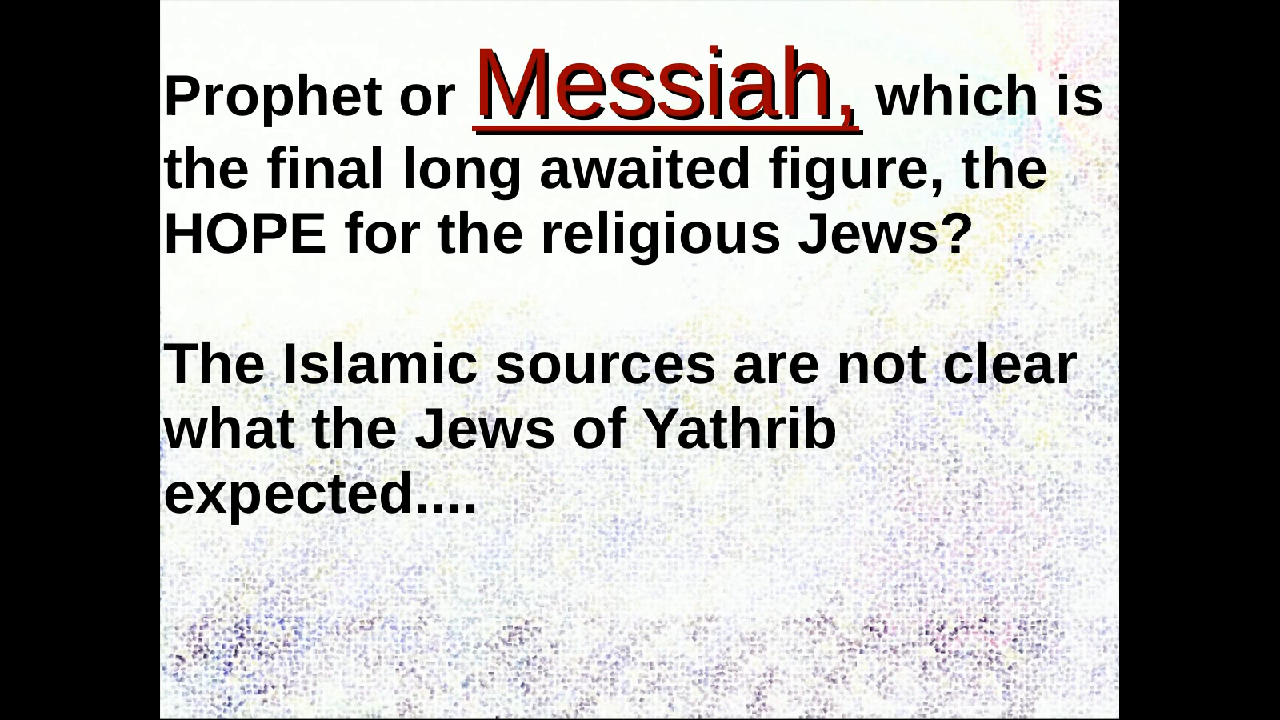 Prophet or Messiah, which is
the final long awaited figure, the
HOPE for the religious Jews?
The Islamic sources are not clear
what the Jews of Yathrib
expected....